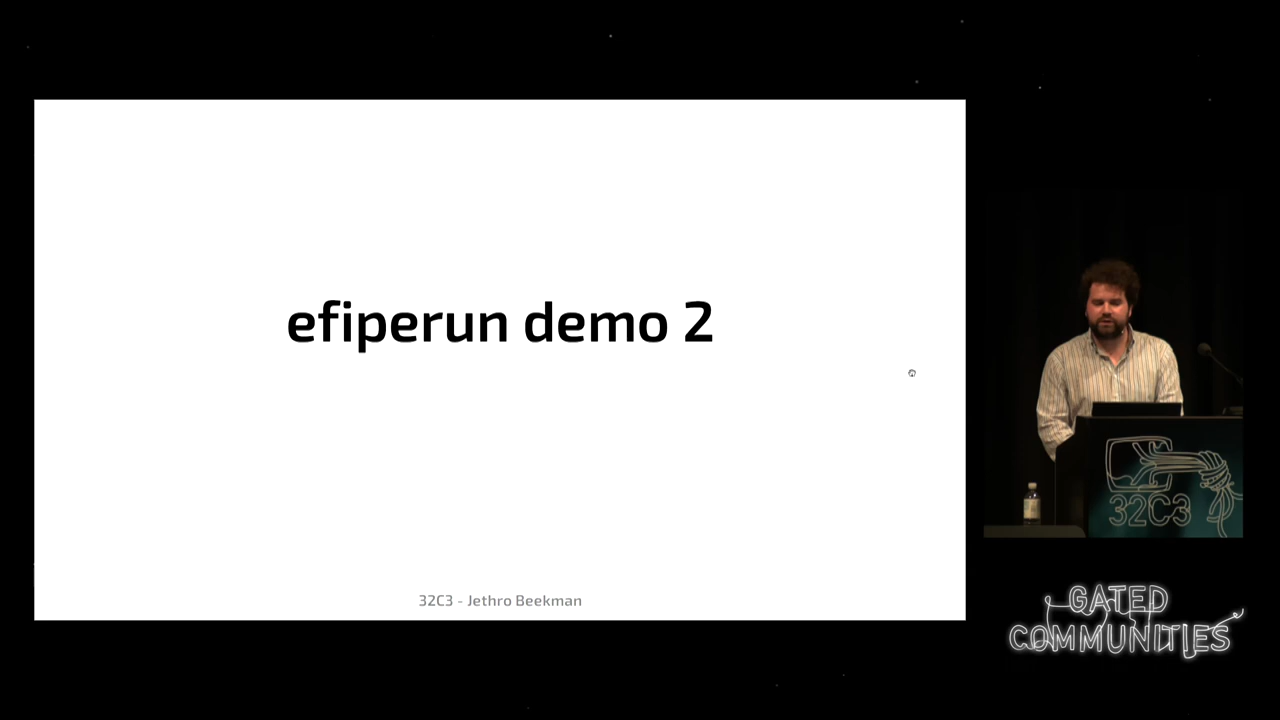 efiperun demo 2
32C3 - Jethro Beekman
32C3
GATED
COMMUNITIES